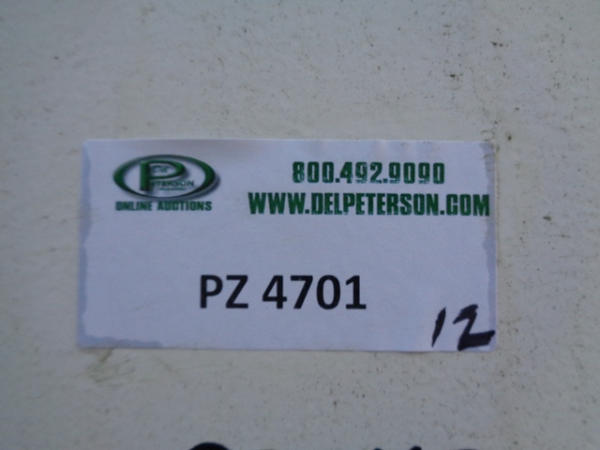 PETERSON
ONLINE AUCTIONS
800.492.9090
WWW.DELPETERSON.COM
PZ 4701
12